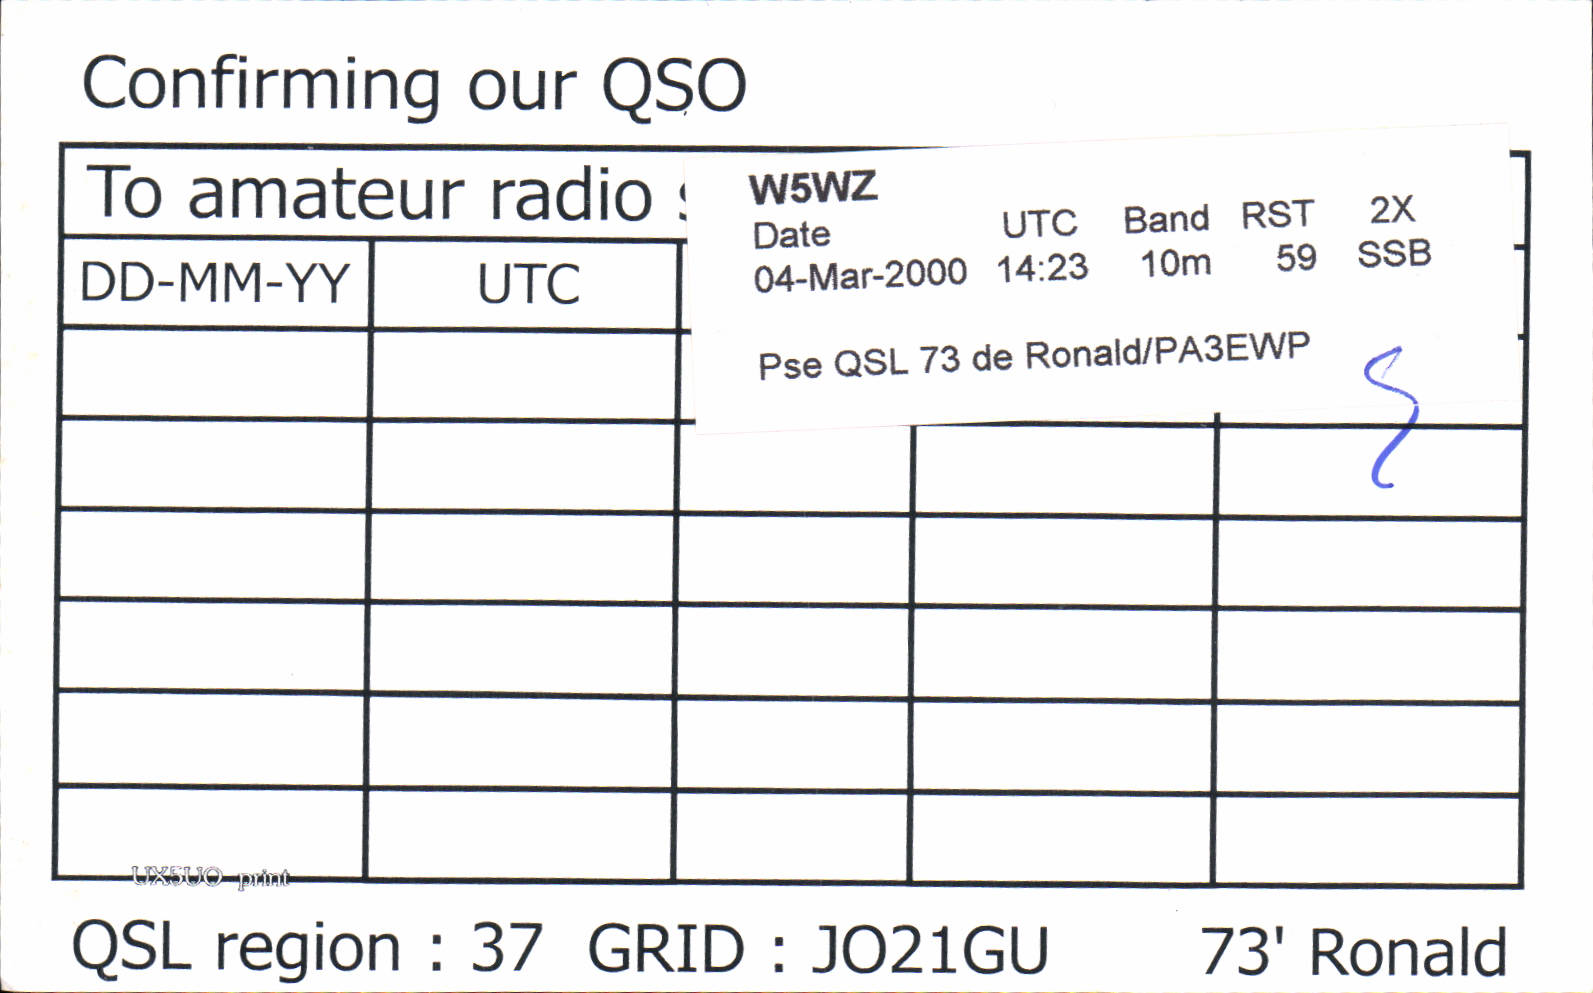 Confirming our QSO
To amateur radio
W5WZ
Date UTC Band RST 2X
04-Mar-2000 14:23 10m 59 SSB
Pse QSL 73 de Ronald/PA3EWP
DD-MM-YY UTC
UX5UO print
QSL region : 37 GRID : JO21GU 73' Ronald